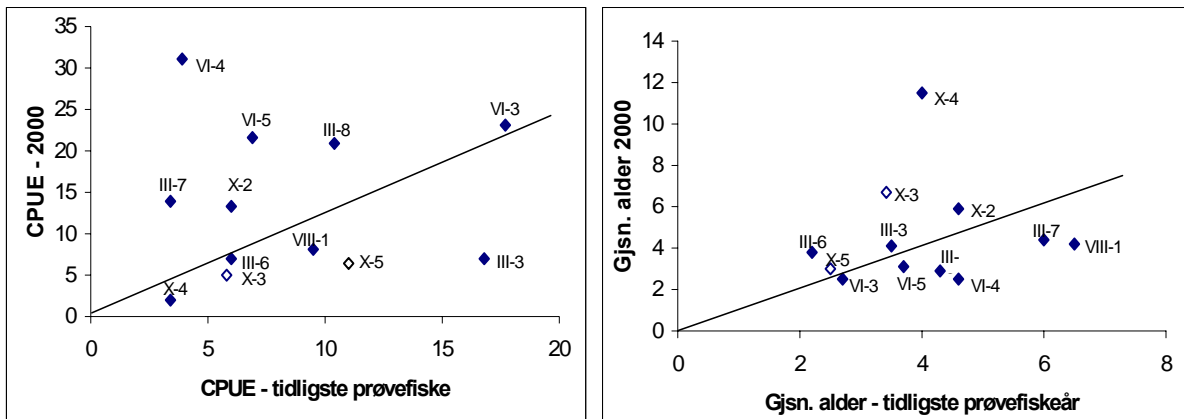 35
30
25
20
15
10
5
0
CPUE - 2000
VI-4
VI-3
VI-5
III-8
III-7
X-2
VIII-1
III-6
X-5
III-3
X-3
X-4
0 5 10 15 20
CPUE - tidligste prøvefiske
14
12
10
8
6
4
2
0
Gjsn. alder 2000
X-4
X-3
X-2
III-3
III-7
III-6
VIII-1
X-5
III-
VI-3
VI-5
VI-4
0 2 4 6 8
Gjsn. alder - tidligste prøvefiskeår